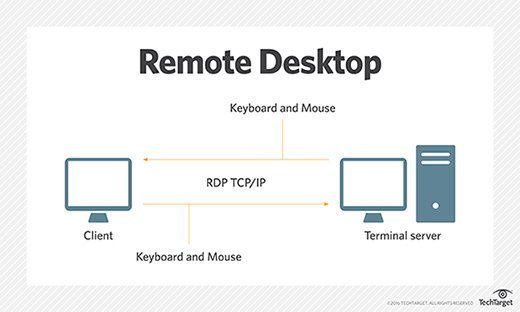 Remote Desktop
Keyboard and Mouse
RDP TCP/IP
Client
Terminal server
Keyboard and Mouse
©2016 TECHTARGET. ALL RIGHTS RESERVED
TechTarget